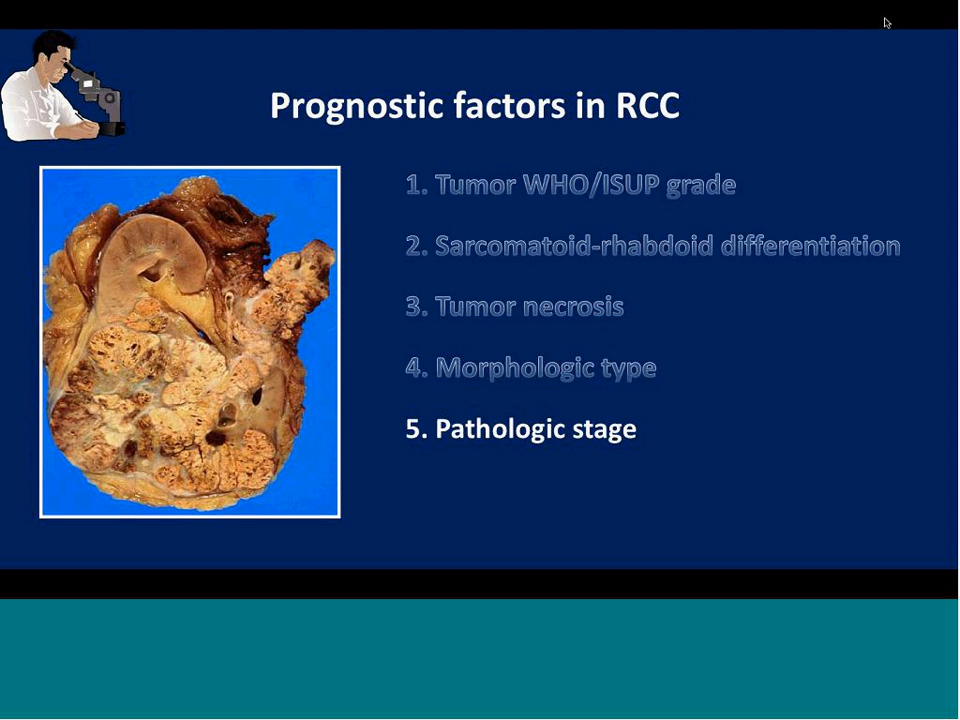 Prognostic factors in RCC
1. Tumor WHO/ISUP grade
2. Sarcomatoid-rhabdoid differentiation
3. Tumor necrosis
4. Morphologic type
5. Pathologic stage